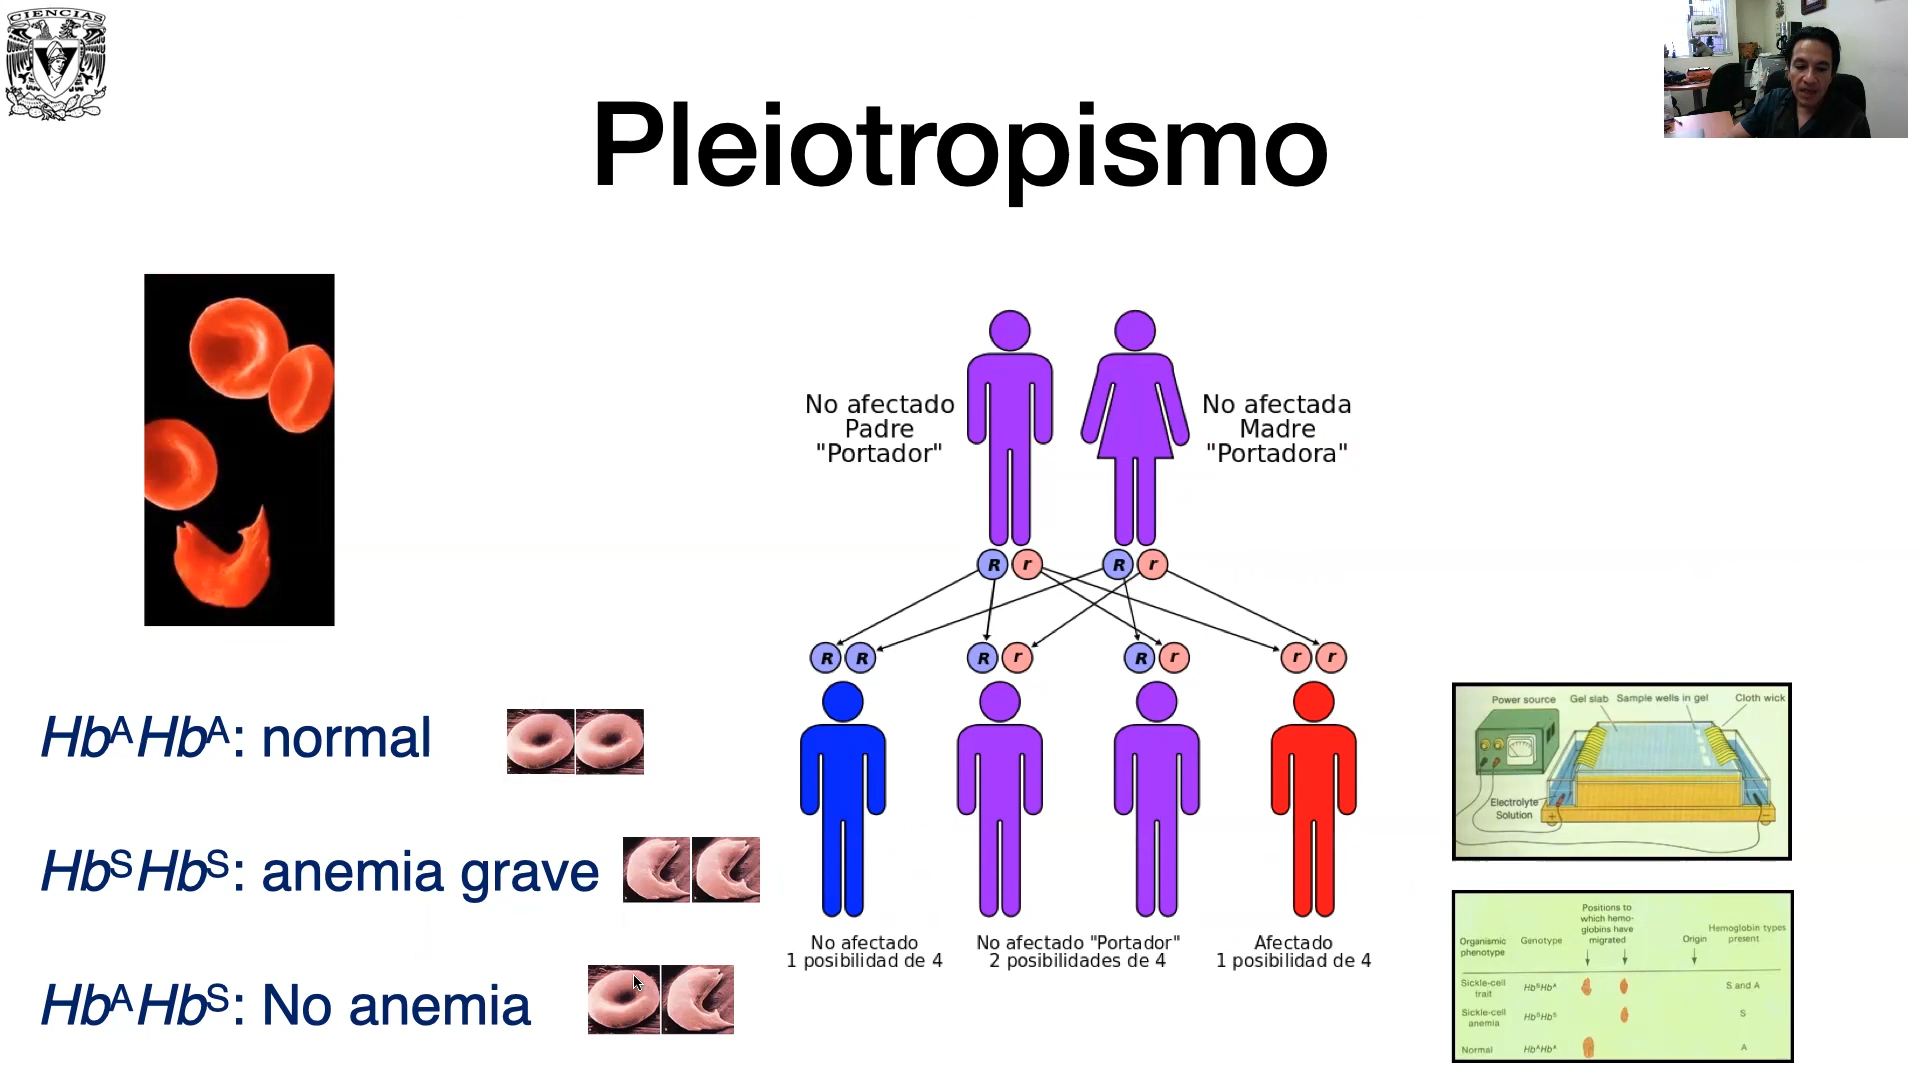 CIENCIAS
Pleiotropismo
No afectado
Padre
"Portador"
No afectada
Madre
"Portadora"
R r R r
R R R r R r r r
No afectado
1 posibilidad de 4
No afectado "Portador"
2 posibilidades de 4
Afectado
1 posibilidad de 4
HbᴬHbᴬ: normal
HbˢHbˢ: anemia grave
HbᴬHbˢ: No anemia
Power source Gel slab Sample wells in gel Cloth wick
Electrolyte
Solution
+ −
Positions to
which hemo-
globins have
migrated
Organismic
phenotype
Genotype
Origin
Hemoglobin types
present
Sickle-cell
trait
HbˢHbᴬ
S and A
Sickle-cell
anemia
HbˢHbˢ
S
Normal
HbᴬHbᴬ
A